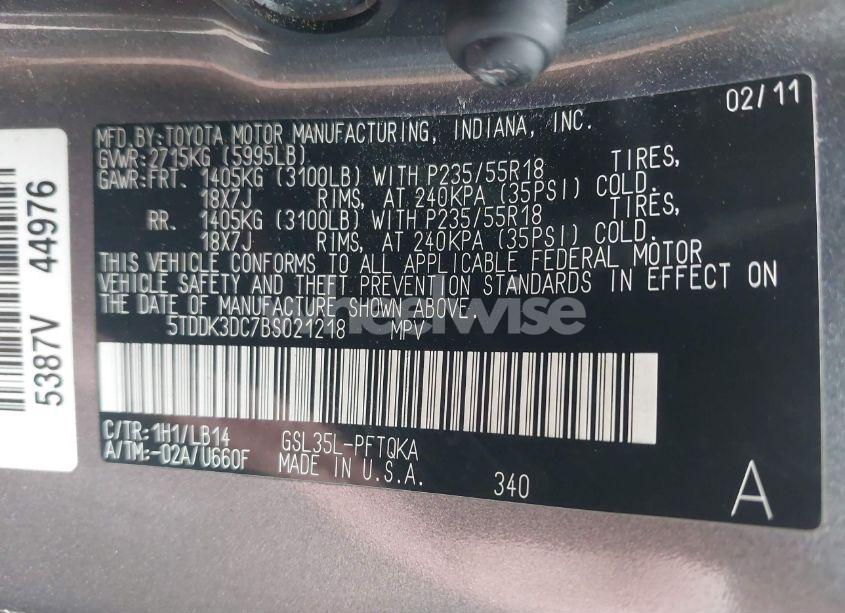 02/11
MFD.BY:TOYOTA MOTOR MANUFACTURING, INDIANA, INC.
GVWR:2715KG (5995LB)
GAWR:FRT. 1405KG (3100LB) WITH P235/55R18 TIRES,
18X7J RIMS, AT 240KPA (35PSI) COLD.
RR. 1405KG (3100LB) WITH P235/55R18 TIRES,
18X7J RIMS, AT 240KPA (35PSI) COLD.
THIS VEHICLE CONFORMS TO ALL APPLICABLE FEDERAL MOTOR
VEHICLE SAFETY AND THEFT PREVENTION STANDARDS IN EFFECT ON
THE DATE OF MANUFACTURE SHOWN ABOVE.
5TDDK3DC7BS021218 MPV
C/TR:1H1/LB14 GSL35L-PFTQKA
A/TM:-02A/U660F MADE IN U.S.A. 340
A
5387V 44976
wheelwise